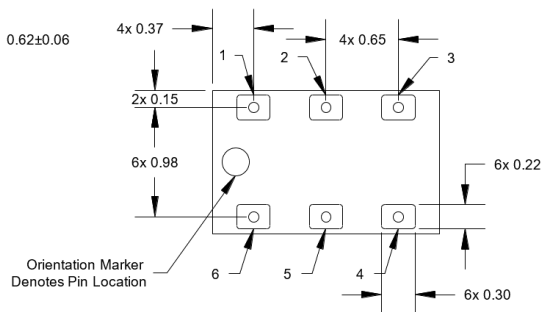 4x 0.37
0.62±0.06
4x 0.65
1
2
3
2x 0.15
6x 0.98
6x 0.22
Orientation Marker
Denotes Pin Location
6
5
4
6x 0.30